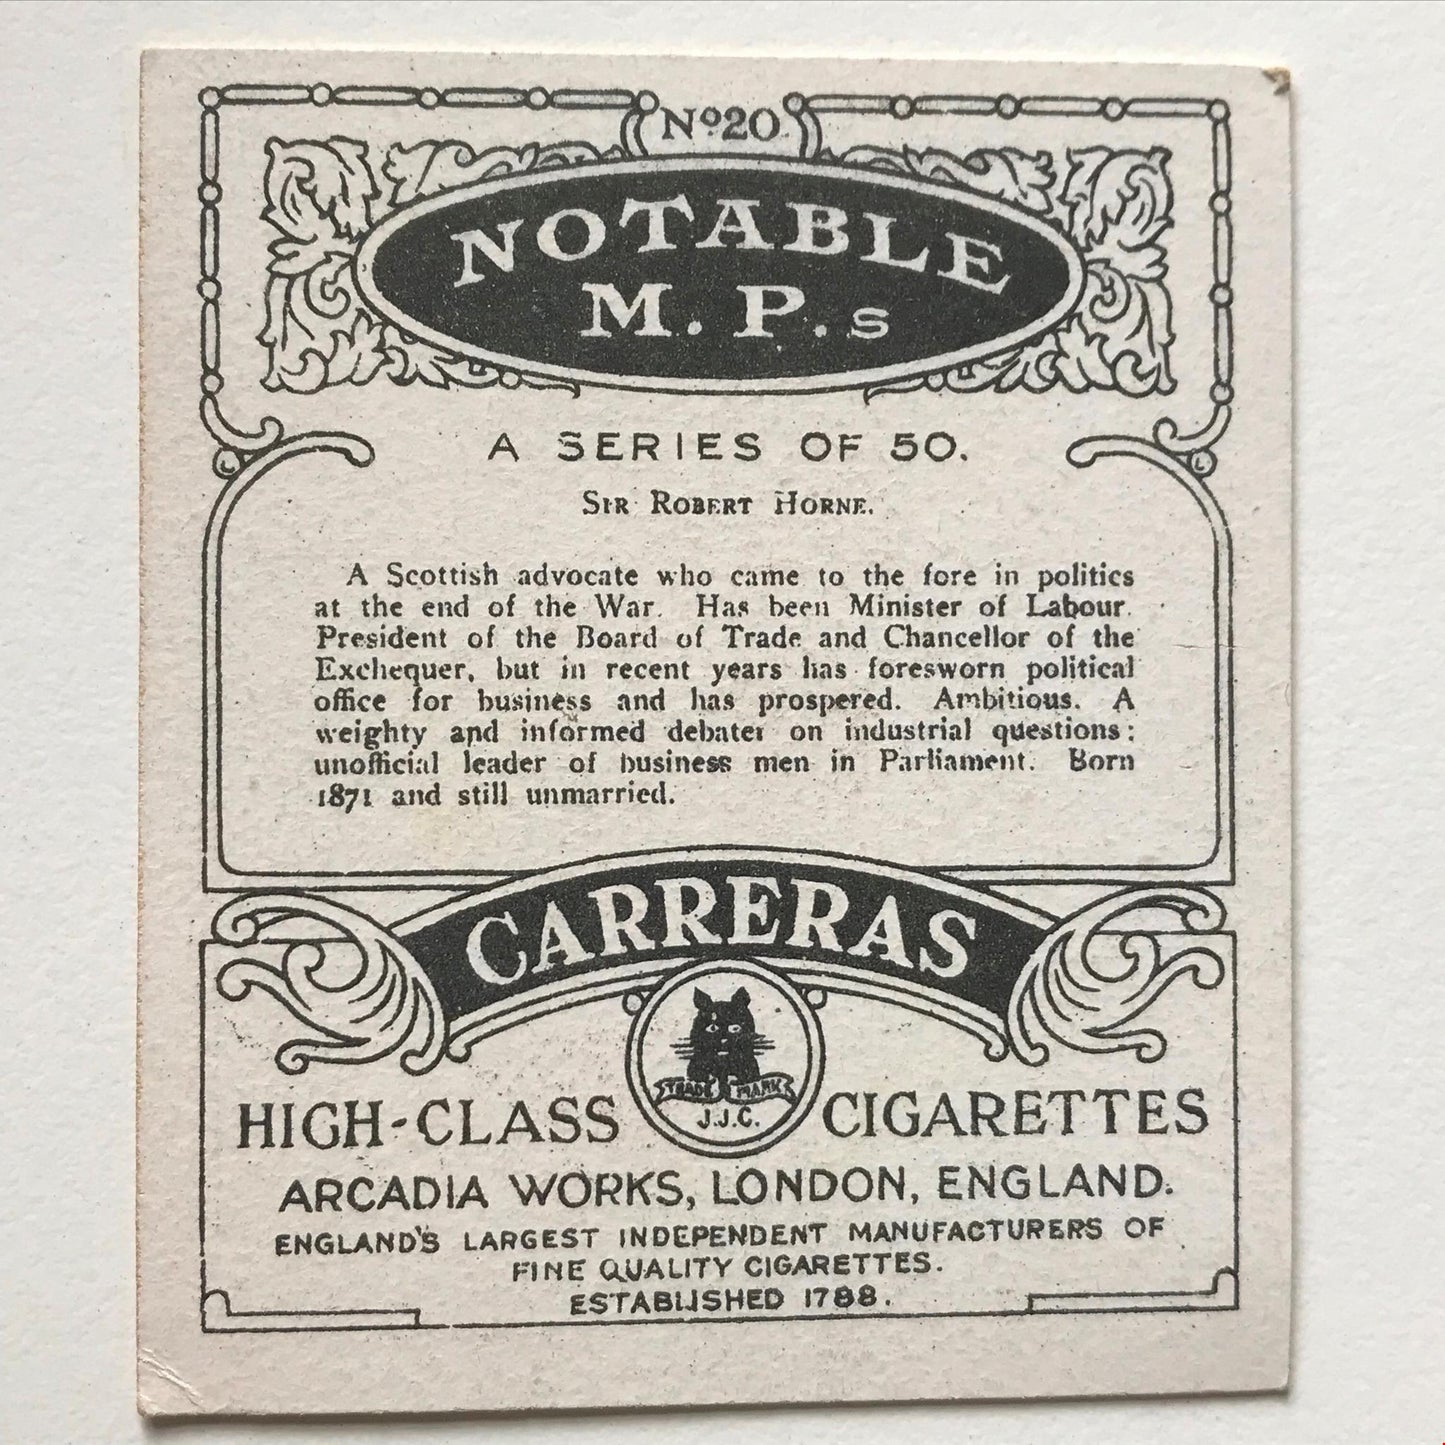 Nº20
NOTABLE
M.P.s
A SERIES OF 50.
SIR ROBERT HORNE.
A Scottish advocate who came to the fore in politics
at the end of the War. Has been Minister of Labour.
President of the Board of Trade and Chancellor of the
Exchequer, but in recent years has foresworn political
office for business and has prospered. Ambitious. A
weighty and informed debater on industrial questions;
unofficial leader of business men in Parliament. Born
1871 and still unmarried.
CARRERAS
TRADE MARK
J.J.C.
HIGH-CLASS CIGARETTES
ARCADIA WORKS, LONDON, ENGLAND.
ENGLAND'S LARGEST INDEPENDENT MANUFACTURERS OF
FINE QUALITY CIGARETTES.
ESTABLISHED 1788.